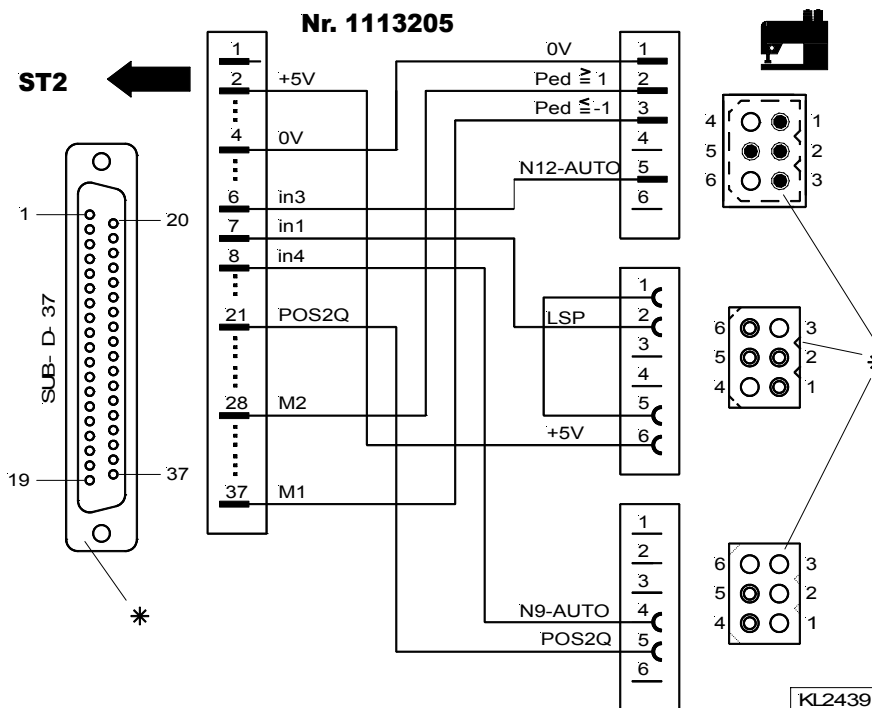 Nr. 1113205
ST2
1
2 +5V
4 0V
6 in3
7 in1
8 in4
21 POS2Q
28 M2
37 M1
1
20
SUB- D- 37
19
37
0V 1
Ped ≧ 1 2
Ped ≦ -1 3
4
N12-AUTO 5
6
1
LSP 2
3
4
5
+5V 6
1
2
3
N9-AUTO 4
POS2Q 5
6
4 1
5 2
6 3
6 3
5 2
4 1
6 3
5 2
4 1
KL2439